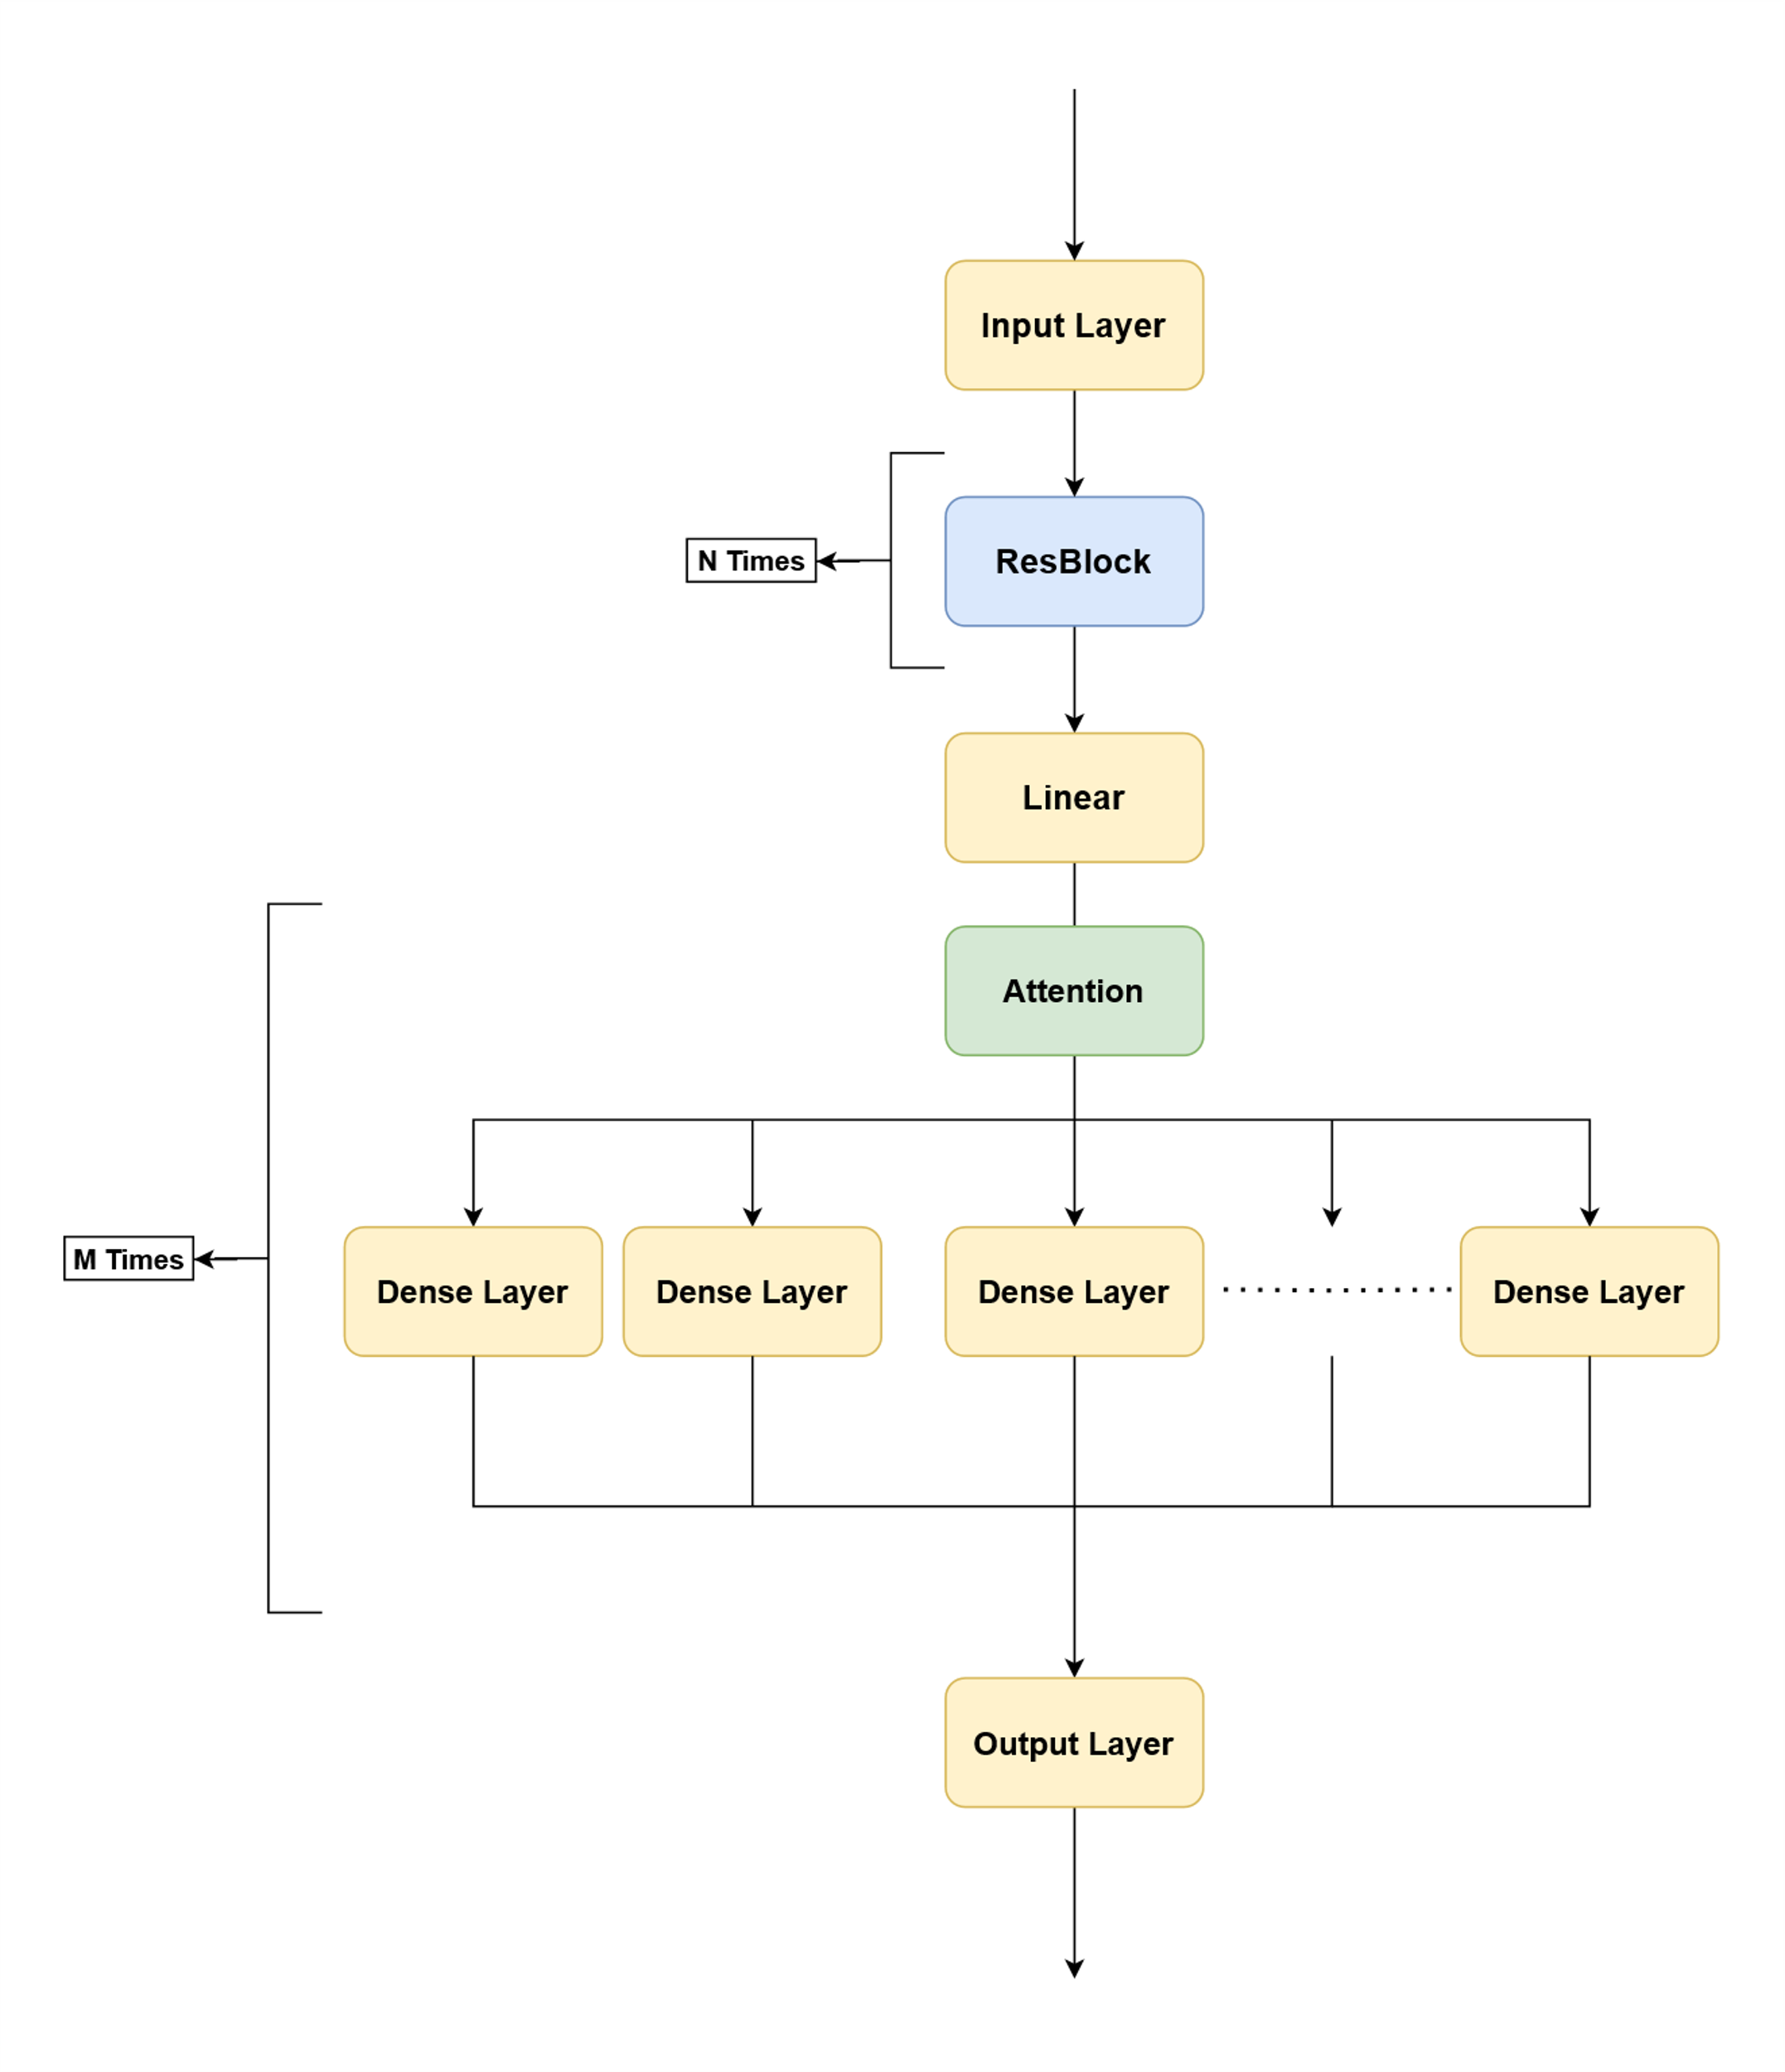 Input Layer
N Times
ResBlock
Linear
Attention
M Times
Dense Layer
Dense Layer
Dense Layer
Dense Layer
Output Layer